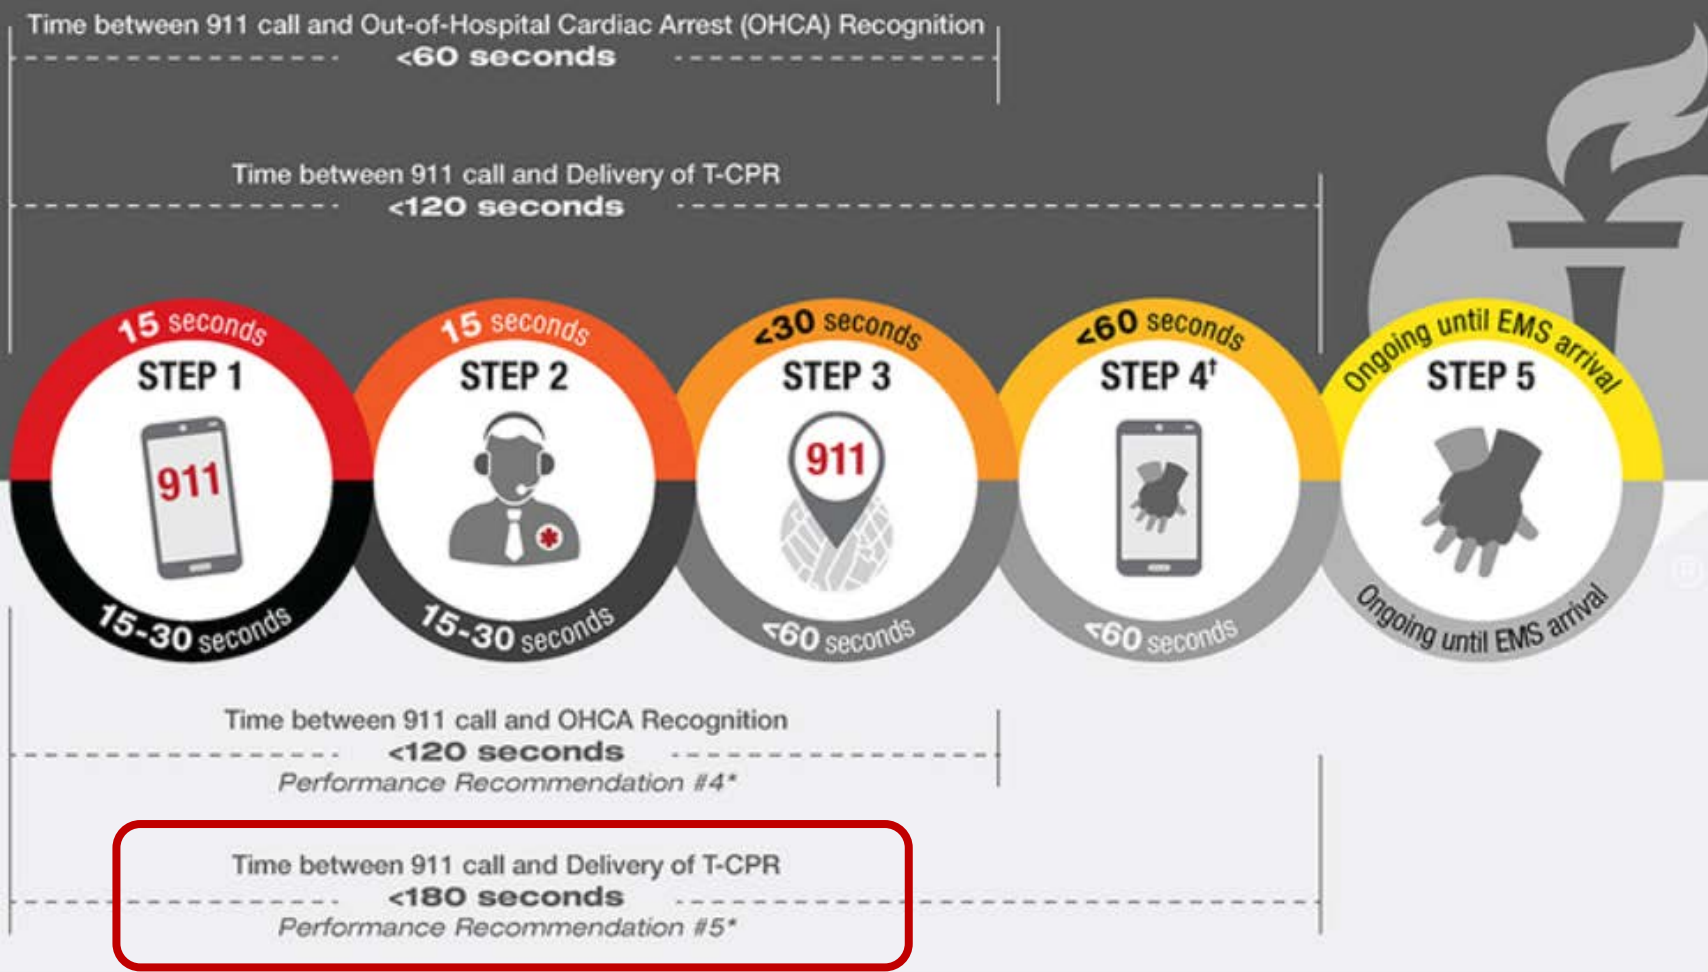 Time between 911 call and Out-of-Hospital Cardiac Arrest (OHCA) Recognition
<60 seconds
Time between 911 call and Delivery of T-CPR
<120 seconds
15 seconds
STEP 1
911
15-30 seconds
15 seconds
STEP 2
15-30 seconds
<30 seconds
STEP 3
911
<60 seconds
<60 seconds
STEP 4†
<60 seconds
Ongoing until EMS arrival
STEP 5
Ongoing until EMS arrival
Time between 911 call and OHCA Recognition
<120 seconds
Performance Recommendation #4*
Time between 911 call and Delivery of T-CPR
<180 seconds
Performance Recommendation #5*